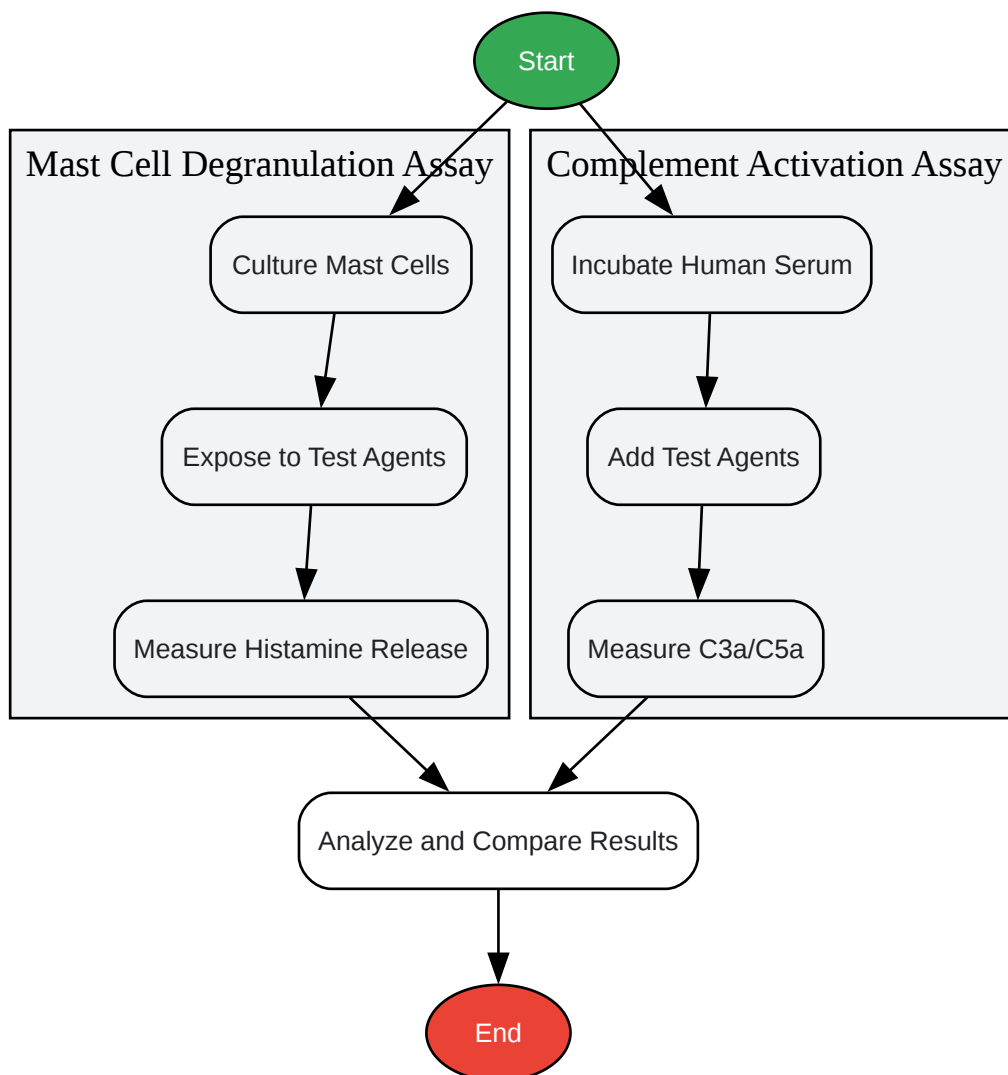 Start
Mast Cell Degranulation Assay
Complement Activation Assay
Culture Mast Cells
Incubate Human Serum
Expose to Test Agents
Add Test Agents
Measure Histamine Release
Measure C3a/C5a
Analyze and Compare Results
End